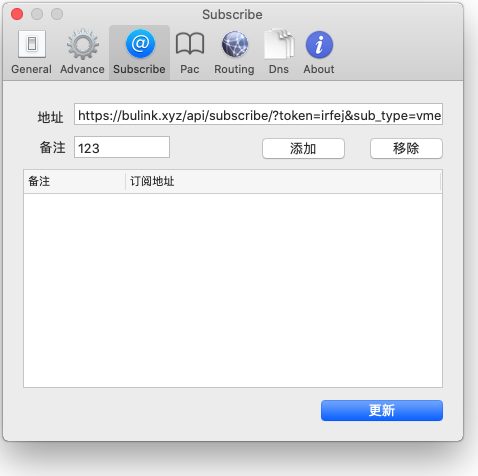 Subscribe
General Advance Subscribe Pac Routing Dns About
地址 https://bulink.xyz/api/subscribe/?token=irfej&sub_type=vme
备注 123 添加 移除
备注 订阅地址
更新